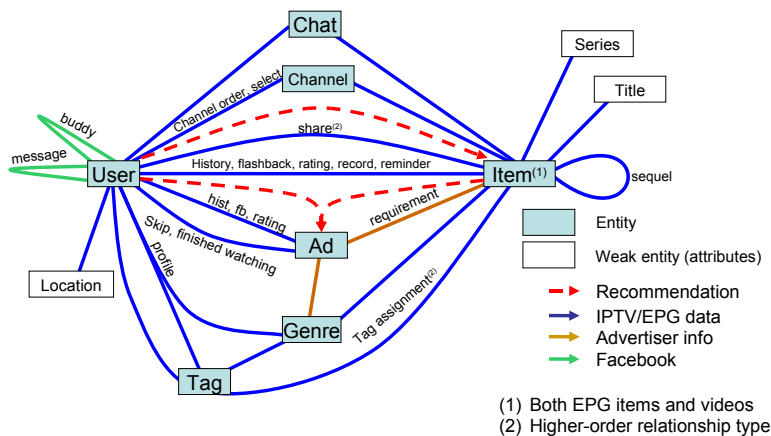 Chat
Series
Channel
Title
Channel order, select
buddy
share(2)
message
History, flashback, rating, record, reminder
User
Item(1)
sequel
hist, fb, rating
requirement
Skip, finished watching
Ad
Entity
profile
Weak entity (attributes)
Location
Tag assignment(2)
Recommendation
IPTV/EPG data
Genre
Advertiser info
Facebook
Tag
(1) Both EPG items and videos
(2) Higher-order relationship type